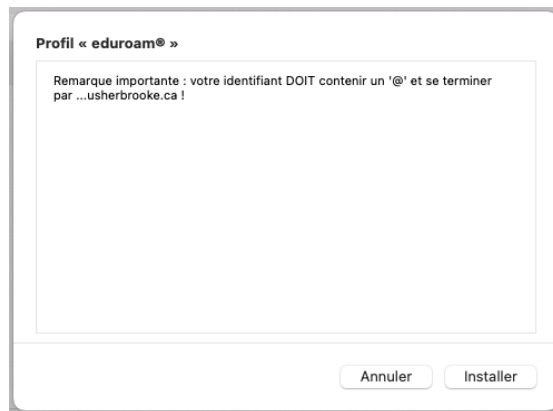 Profil « eduroam® »
Remarque importante : votre identifiant DOIT contenir un '@' et se terminer
par ...usherbrooke.ca !
Annuler
Installer